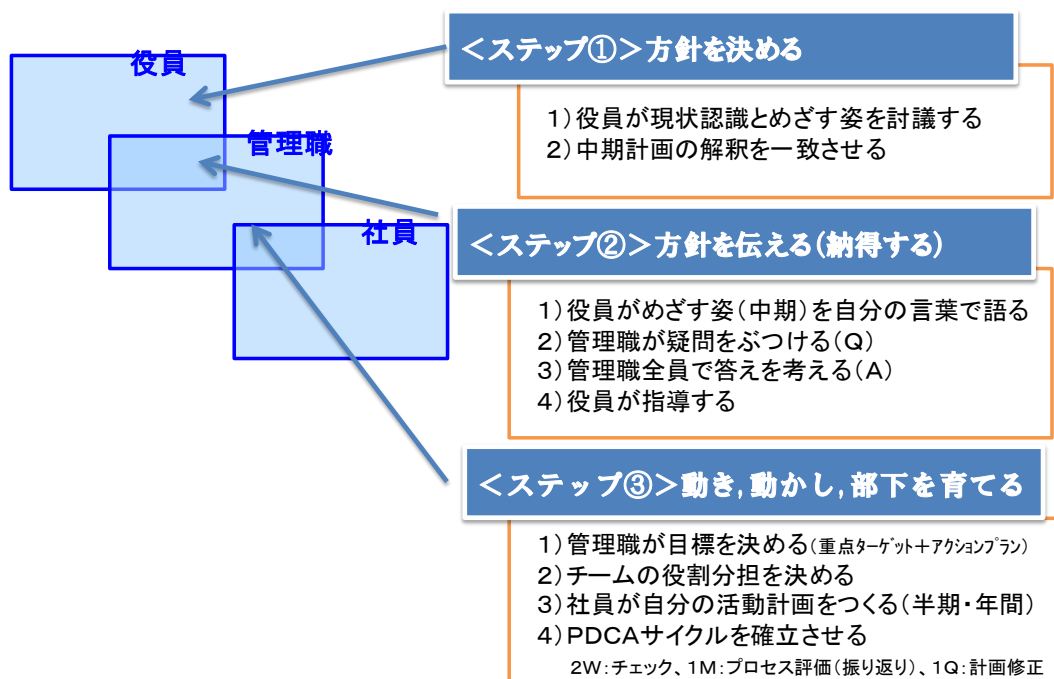 役員
管理職
社員
＜ステップ①＞方針を決める
1）役員が現状認識とめざす姿を討議する
2）中期計画の解釈を一致させる
＜ステップ②＞方針を伝える（納得する）
1）役員がめざす姿（中期）を自分の言葉で語る
2）管理職が疑問をぶつける（Q）
3）管理職全員で答えを考える（A）
4）役員が指導する
＜ステップ③＞動き,動かし,部下を育てる
1）管理職が目標を決める（重点ﾀｰｹﾞｯﾄ＋ｱｸｼｮﾝﾌﾟﾗﾝ）
2）チームの役割分担を決める
3）社員が自分の活動計画をつくる（半期・年間）
4）PDCAサイクルを確立させる
2W：チェック、1M：プロセス評価（振り返り）、1Q：計画修正